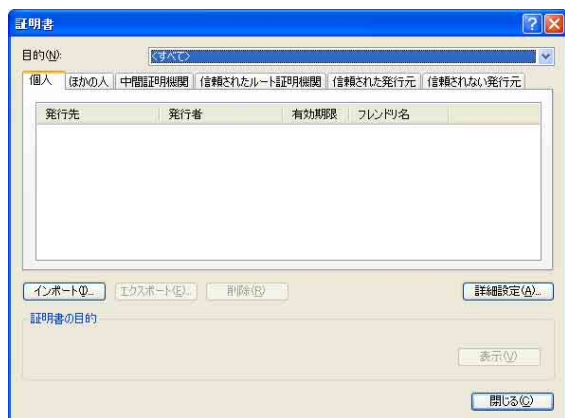 証明書
目的(N): <すべて>
個人 ほかの人 中間証明機関 信頼されたルート証明機関 信頼された発行元 信頼されない発行元
発行先 発行者 有効期限 フレンドリ名
インポート(I)... エクスポート(E)... 削除(R) 詳細設定(A)...
証明書の目的
表示(V)
閉じる(C)